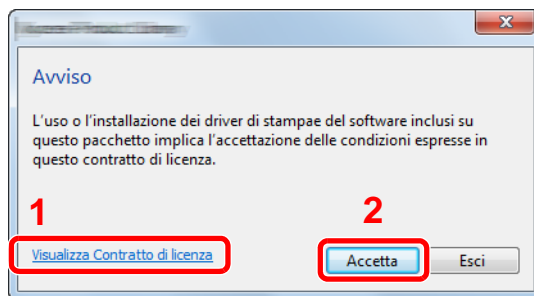 Avviso
L'uso o l'installazione dei driver di stampae del software inclusi su
questo pacchetto implica l'accettazione delle condizioni espresse in
questo contratto di licenza.
1
2
Visualizza Contratto di licenza
Accetta
Esci